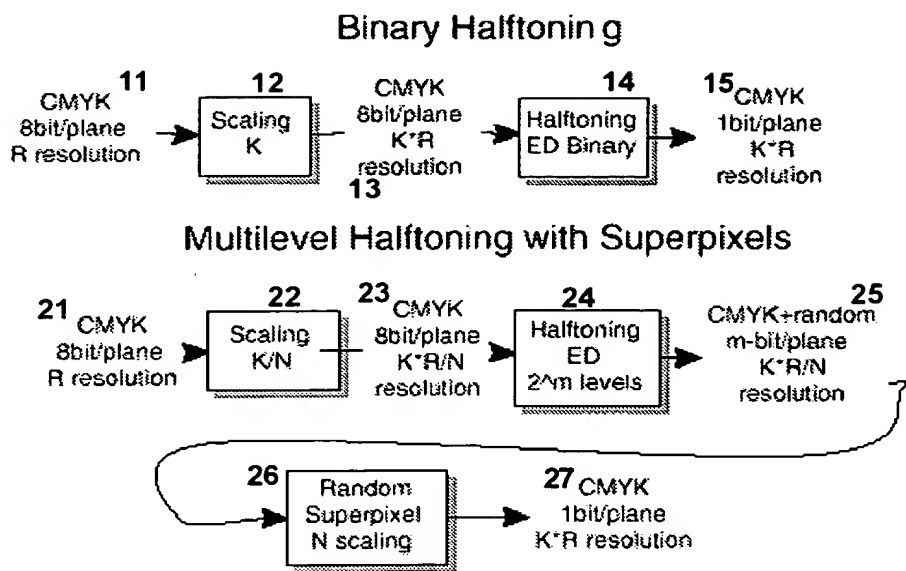 Binary Halftoning
11
CMYK
8bit/plane
R resolution
12
Scaling
K
CMYK
8bit/plane
K*R
resolution
13
14
Halftoning
ED Binary
15
CMYK
1bit/plane
K*R
resolution
Multilevel Halftoning with Superpixels
21
CMYK
8bit/plane
R resolution
22
Scaling
K/N
23
CMYK
8bit/plane
K*R/N
resolution
24
Halftoning
ED
2^m levels
25
CMYK+random
m-bit/plane
K*R/N
resolution
26
Random
Superpixel
N scaling
27
CMYK
1bit/plane
K*R resolution